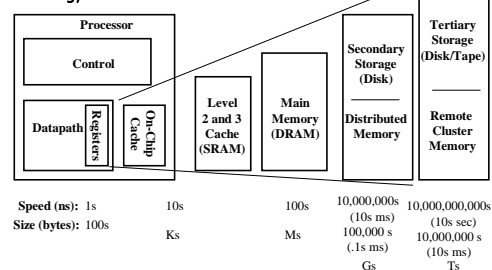 Processor
Control
Datapath
Registers
On-Chip
Cache
Level
2 and 3
Cache
(SRAM)
Main
Memory
(DRAM)
Secondary
Storage
(Disk)
Distributed
Memory
Tertiary
Storage
(Disk/Tape)
Remote
Cluster
Memory
Speed (ns): 1s 10s 100s 10,000,000s 10,000,000,000s
(10s ms) (10s sec)
100,000 s 10,000,000 s
(.1s ms) (10s ms)
Size (bytes): 100s Ks Ms Gs Ts